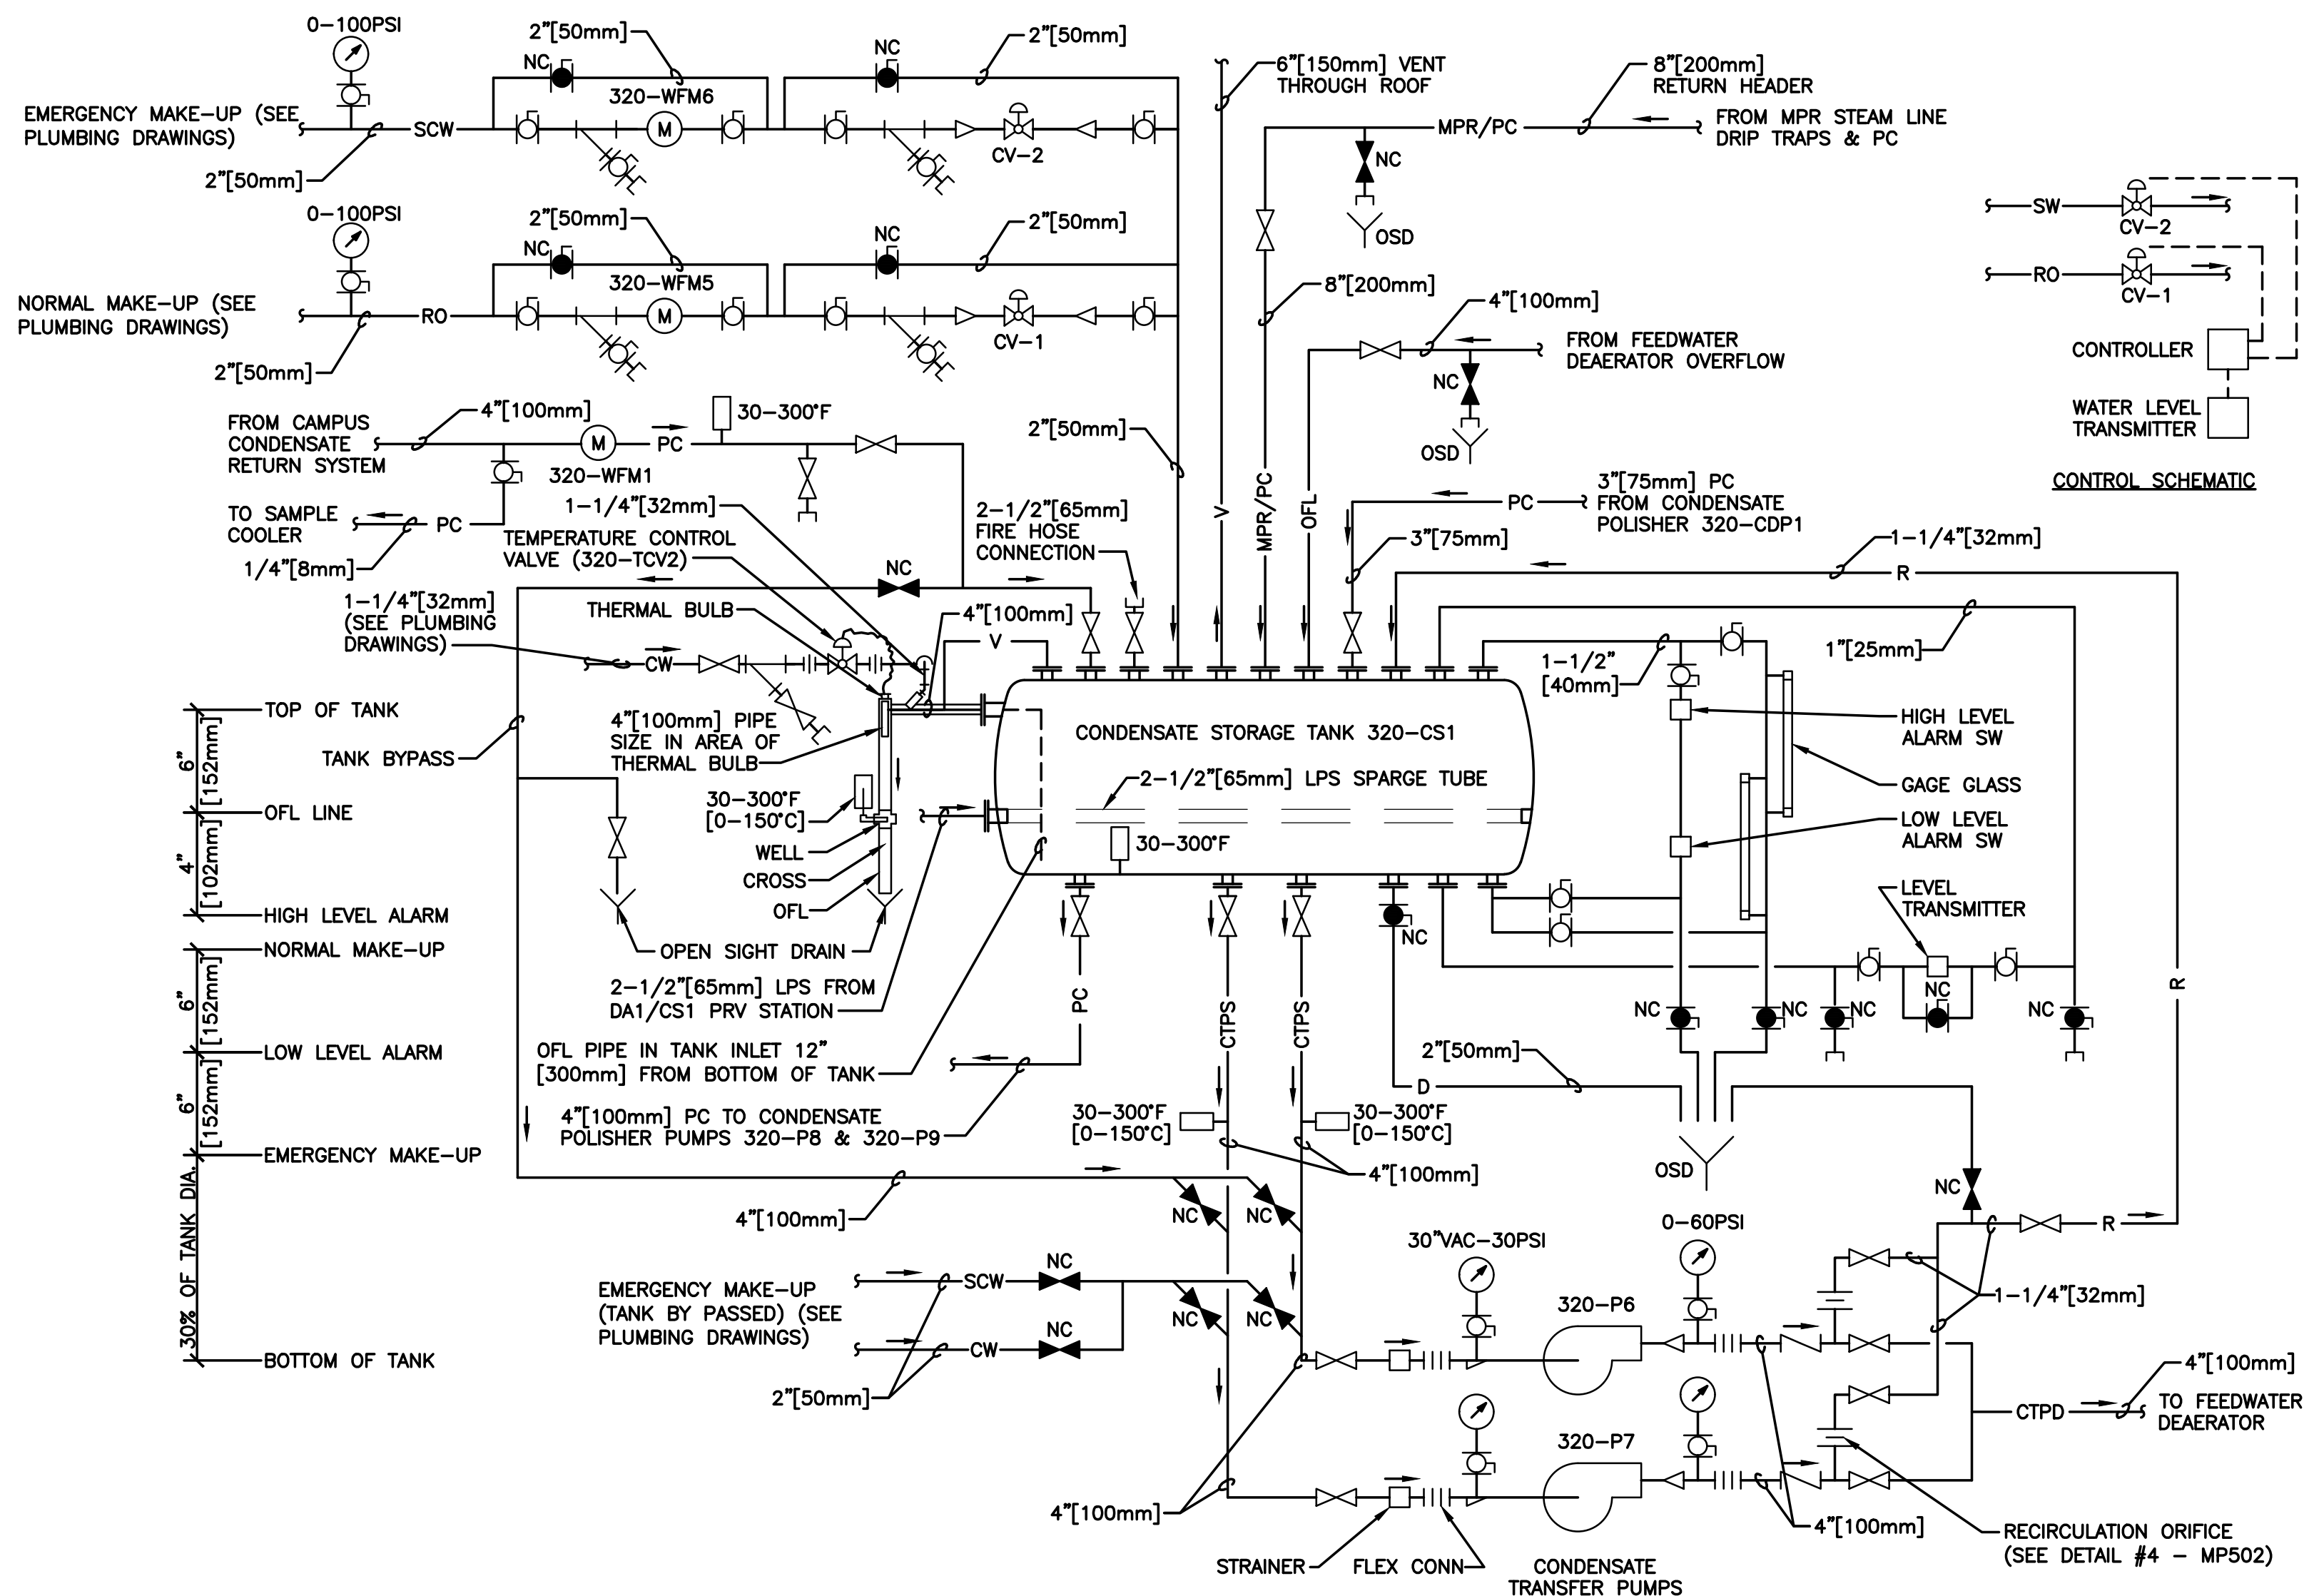 0-100PSI
2"[50mm]
2"[50mm]
NC
NC
320-WFM6
EMERGENCY MAKE-UP (SEE
PLUMBING DRAWINGS)
SCW
M
CV-2
2"[50mm]
0-100PSI
2"[50mm]
2"[50mm]
NC
NC
320-WFM5
NORMAL MAKE-UP (SEE
PLUMBING DRAWINGS)
RO
M
CV-1
2"[50mm]
6"[150mm] VENT
THROUGH ROOF
8"[200mm]
RETURN HEADER
MPR/PC
FROM MPR STEAM LINE
DRIP TRAPS & PC
NC
OSD
8"[200mm]
4"[100mm]
FROM FEEDWATER
DEAERATOR OVERFLOW
NC
OSD
SW
CV-2
RO
CV-1
CONTROLLER
WATER LEVEL
TRANSMITTER
CONTROL SCHEMATIC
FROM CAMPUS
CONDENSATE
RETURN SYSTEM
4"[100mm]
M
PC
30-300°F
320-WFM1
2"[50mm]
TO SAMPLE
COOLER
PC
1/4"[8mm]
1-1/4"[32mm]
TEMPERATURE CONTROL
VALVE (320-TCV2)
2-1/2"[65mm]
FIRE HOSE
CONNECTION
V
MPR/PC
OFL
PC
3"[75mm] PC
FROM CONDENSATE
POLISHER 320-CDP1
3"[75mm]
1-1/4"[32mm]
R
NC
1-1/4"[32mm]
(SEE PLUMBING
DRAWINGS)
THERMAL BULB
4"[100mm]
V
CW
1-1/2"
[40mm]
1"[25mm]
TOP OF TANK
TANK BYPASS
4"[100mm] PIPE
SIZE IN AREA OF
THERMAL BULB
CONDENSATE STORAGE TANK 320-CS1
2-1/2"[65mm] LPS SPARGE TUBE
30-300°F
HIGH LEVEL
ALARM SW
GAGE GLASS
LOW LEVEL
ALARM SW
LEVEL
TRANSMITTER
6"
[152mm]
OFL LINE
4"
[102mm]
HIGH LEVEL ALARM
NORMAL MAKE-UP
6"
[152mm]
LOW LEVEL ALARM
6"
[152mm]
EMERGENCY MAKE-UP
30% OF TANK DIA.
BOTTOM OF TANK
30-300°F
[0-150°C]
WELL
CROSS
OFL
OPEN SIGHT DRAIN
2-1/2"[65mm] LPS FROM
DA1/CS1 PRV STATION
OFL PIPE IN TANK INLET 12"
[300mm] FROM BOTTOM OF TANK
4"[100mm] PC TO CONDENSATE
POLISHER PUMPS 320-P8 & 320-P9
PC
CTPS
CTPS
NC
NC
NC
NC
NC
NC
R
2"[50mm]
D
30-300°F
[0-150°C]
30-300°F
[0-150°C]
4"[100mm]
OSD
NC
4"[100mm]
NC
NC
R
EMERGENCY MAKE-UP
(TANK BY PASSED) (SEE
PLUMBING DRAWINGS)
SCW
NC
CW
NC
NC
NC
2"[50mm]
30"VAC-30PSI
0-60PSI
320-P6
1-1/4"[32mm]
320-P7
4"[100mm]
CTPD
TO FEEDWATER
DEAERATOR
4"[100mm]
4"[100mm]
RECIRCULATION ORIFICE
(SEE DETAIL #4 - MP502)
STRAINER
FLEX CONN
CONDENSATE
TRANSFER PUMPS